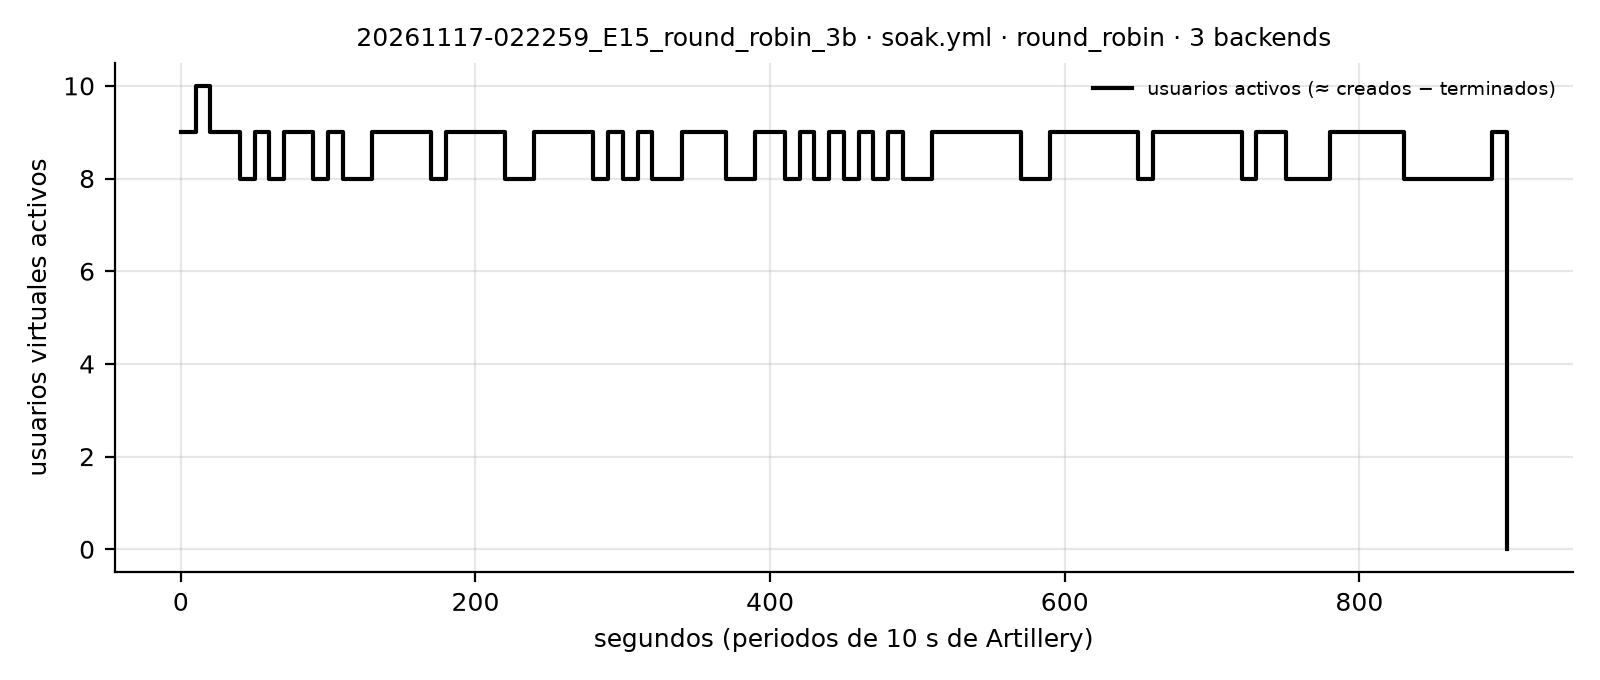 20261117-022259_E15_round_robin_3b · soak.yml · round_robin · 3 backends
usuarios activos (≈ creados − terminados)
usuarios virtuales activos
10
8
6
4
2
0
0 200 400 600 800
segundos (periodos de 10 s de Artillery)